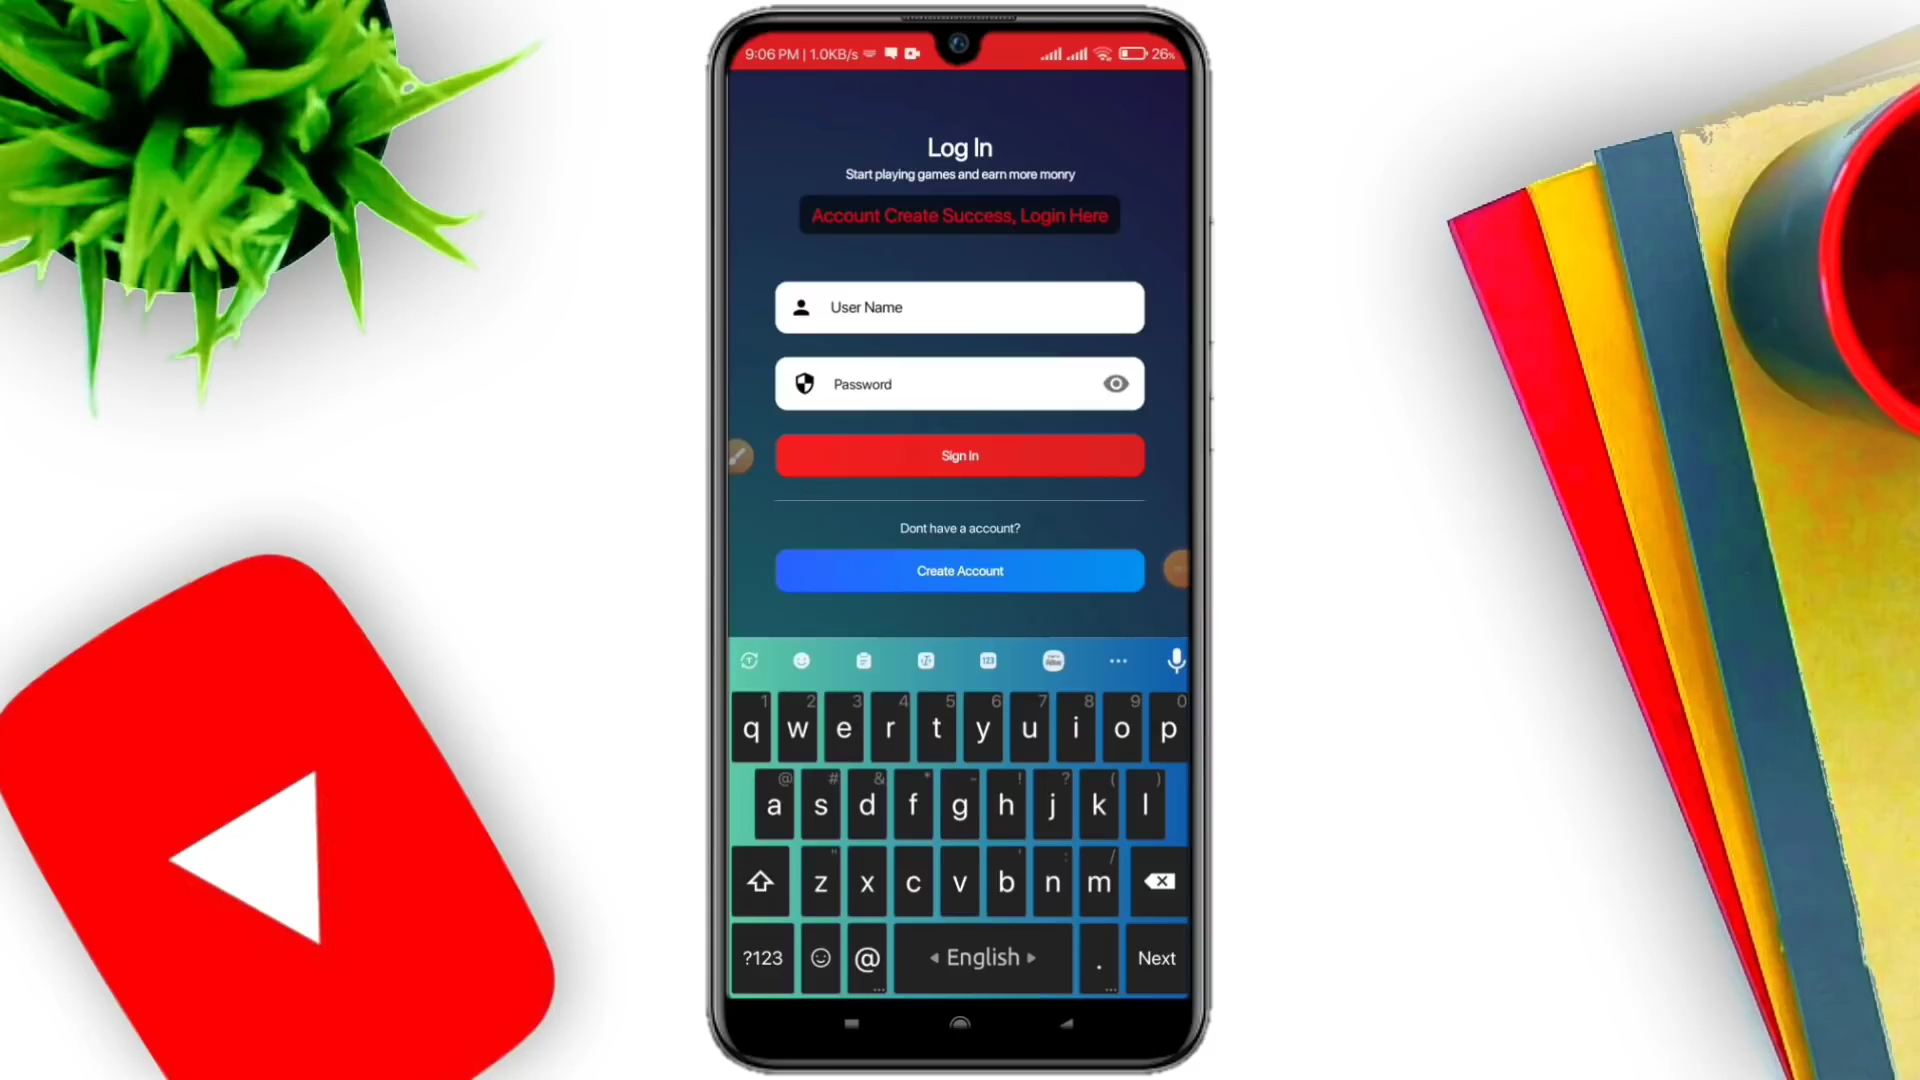 9:06 PM | 1.0KB/s 26%
Log In
Start playing games and earn more monry
Account Create Success, Login Here
User Name
Password
Sign In
Dont have a account?
Create Account
123
1 2 3 4 5 6 7 8 9 0
q w e r t y u i o p
@ # & * - ! ? ( )
a s d f g h j k l
" ' : /
z x c v b n m
?123 @ English . Next